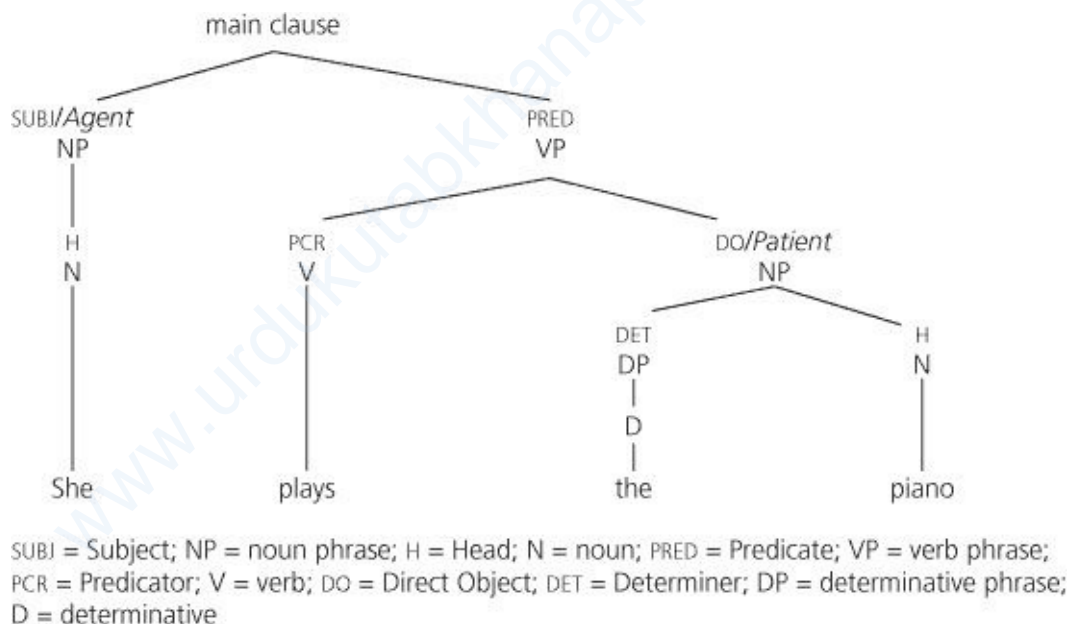 main clause
SUBJ/Agent PRED
NP VP
H PCR DO/Patient
N V NP
DET H
DP N
D
She plays the piano
SUBJ = Subject; NP = noun phrase; H = Head; N = noun; PRED = Predicate; VP = verb phrase;
PCR = Predicator; V = verb; DO = Direct Object; DET = Determiner; DP = determinative phrase;
D = determinative